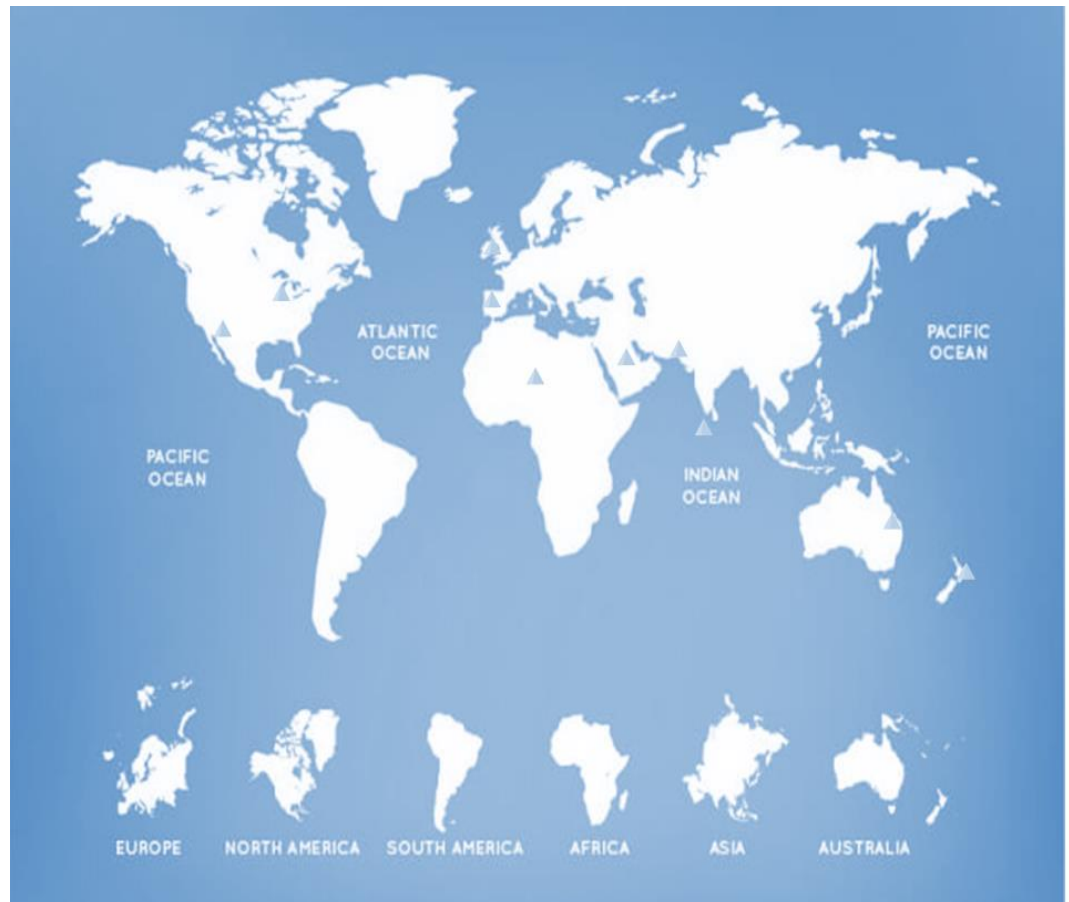 ATLANTIC
OCEAN
PACIFIC
OCEAN
PACIFIC
OCEAN
INDIAN
OCEAN
EUROPE
NORTH AMERICA
SOUTH AMERICA
AFRICA
ASIA
AUSTRALIA